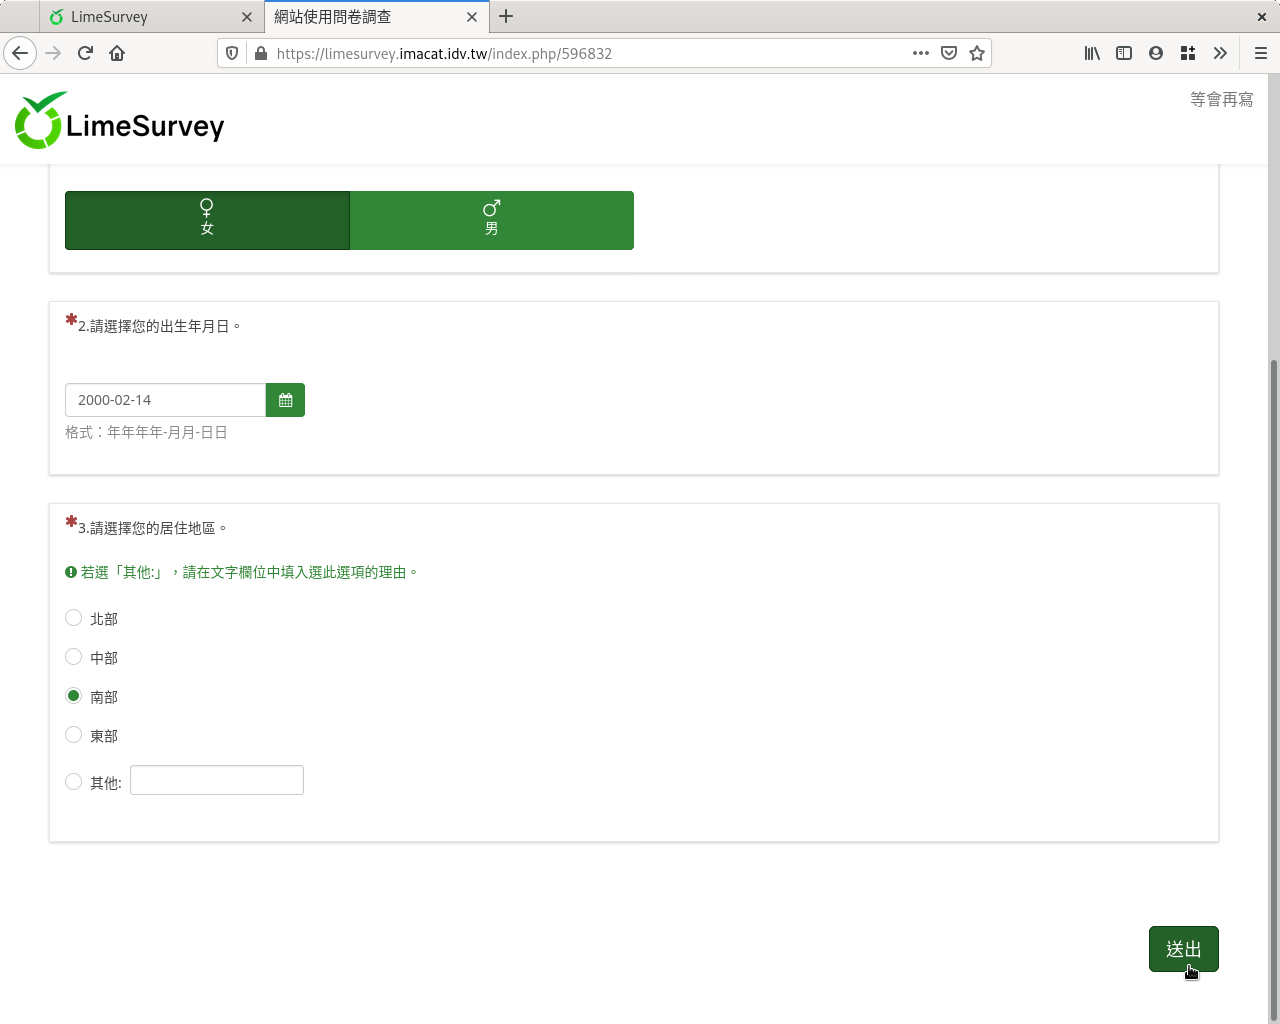 LimeSurvey
網站使用問卷調查
https://limesurvey.imacat.idv.tw/index.php/596832
LimeSurvey
等會再寫
♀
女
♂
男
✱2.請選擇您的出生年月日。
2000-02-14
格式：年年年年-月月-日日
✱3.請選擇您的居住地區。
若選「其他:」，請在文字欄位中填入選此選項的理由。
北部
中部
南部
東部
其他:
送出